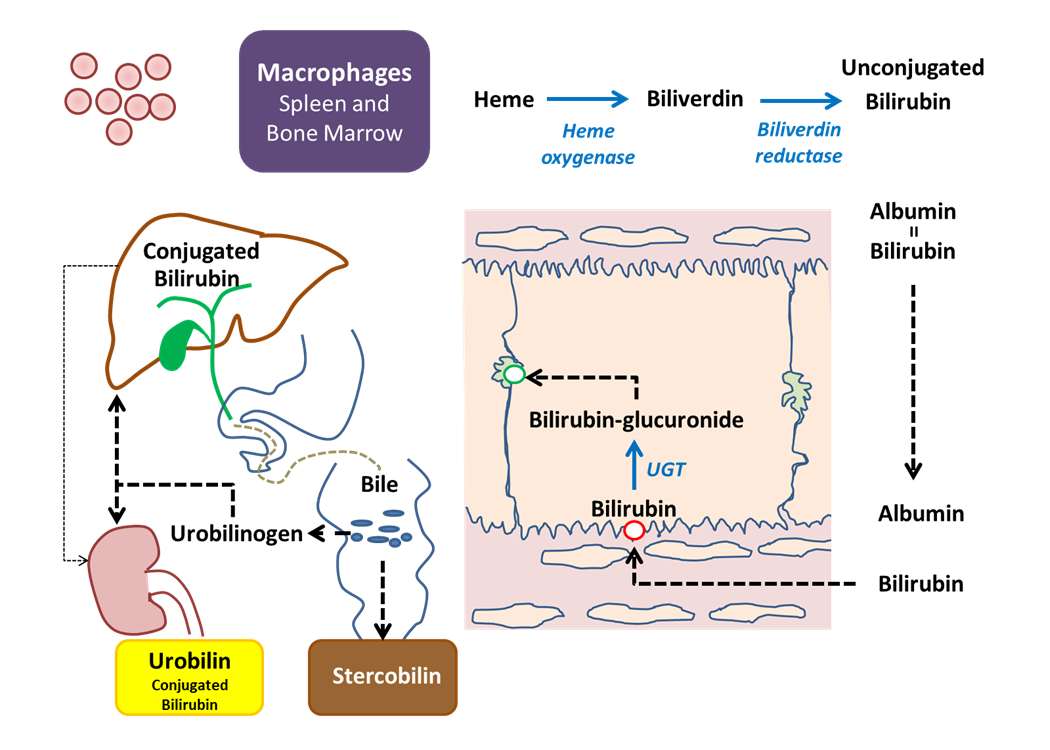 Macrophages
Spleen and
Bone Marrow
Heme
Heme
oxygenase
Biliverdin
Biliverdin
reductase
Unconjugated
Bilirubin
Albumin
=
Bilirubin
Albumin
Bilirubin
Bilirubin
UGT
Bilirubin-glucuronide
Conjugated
Bilirubin
Bile
Urobilinogen
Urobilin
Conjugated
Bilirubin
Stercobilin